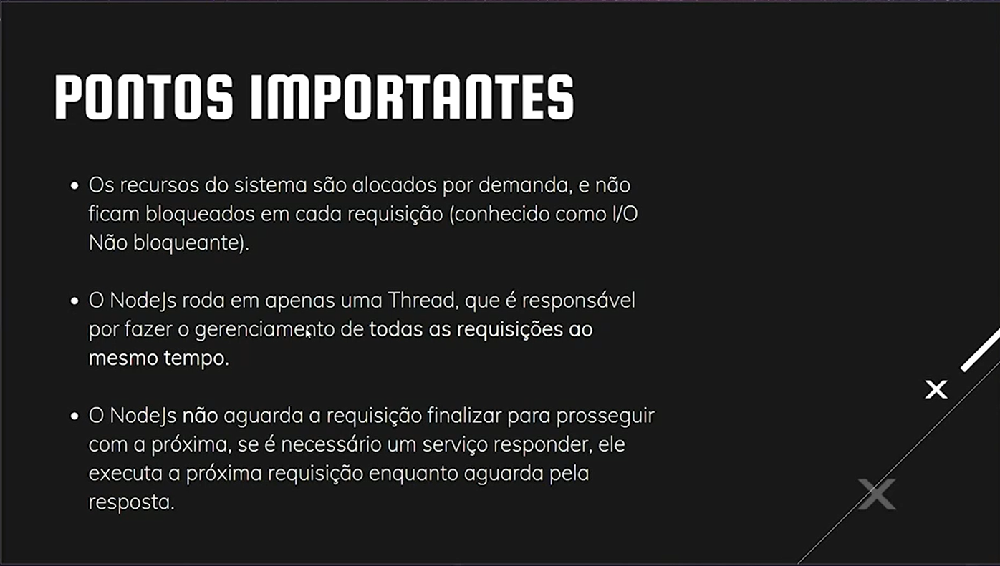 PONTOS IMPORTANTES
• Os recursos do sistema são alocados por demanda, e não
ficam bloqueados em cada requisição (conhecido como I/O
Não bloqueante).
• O NodeJs roda em apenas uma Thread, que é responsável
por fazer o gerenciamento de todas as requisições ao
mesmo tempo.
• O NodeJs não aguarda a requisição finalizar para prosseguir
com a próxima, se é necessário um serviço responder, ele
executa a próxima requisição enquanto aguarda pela
resposta.